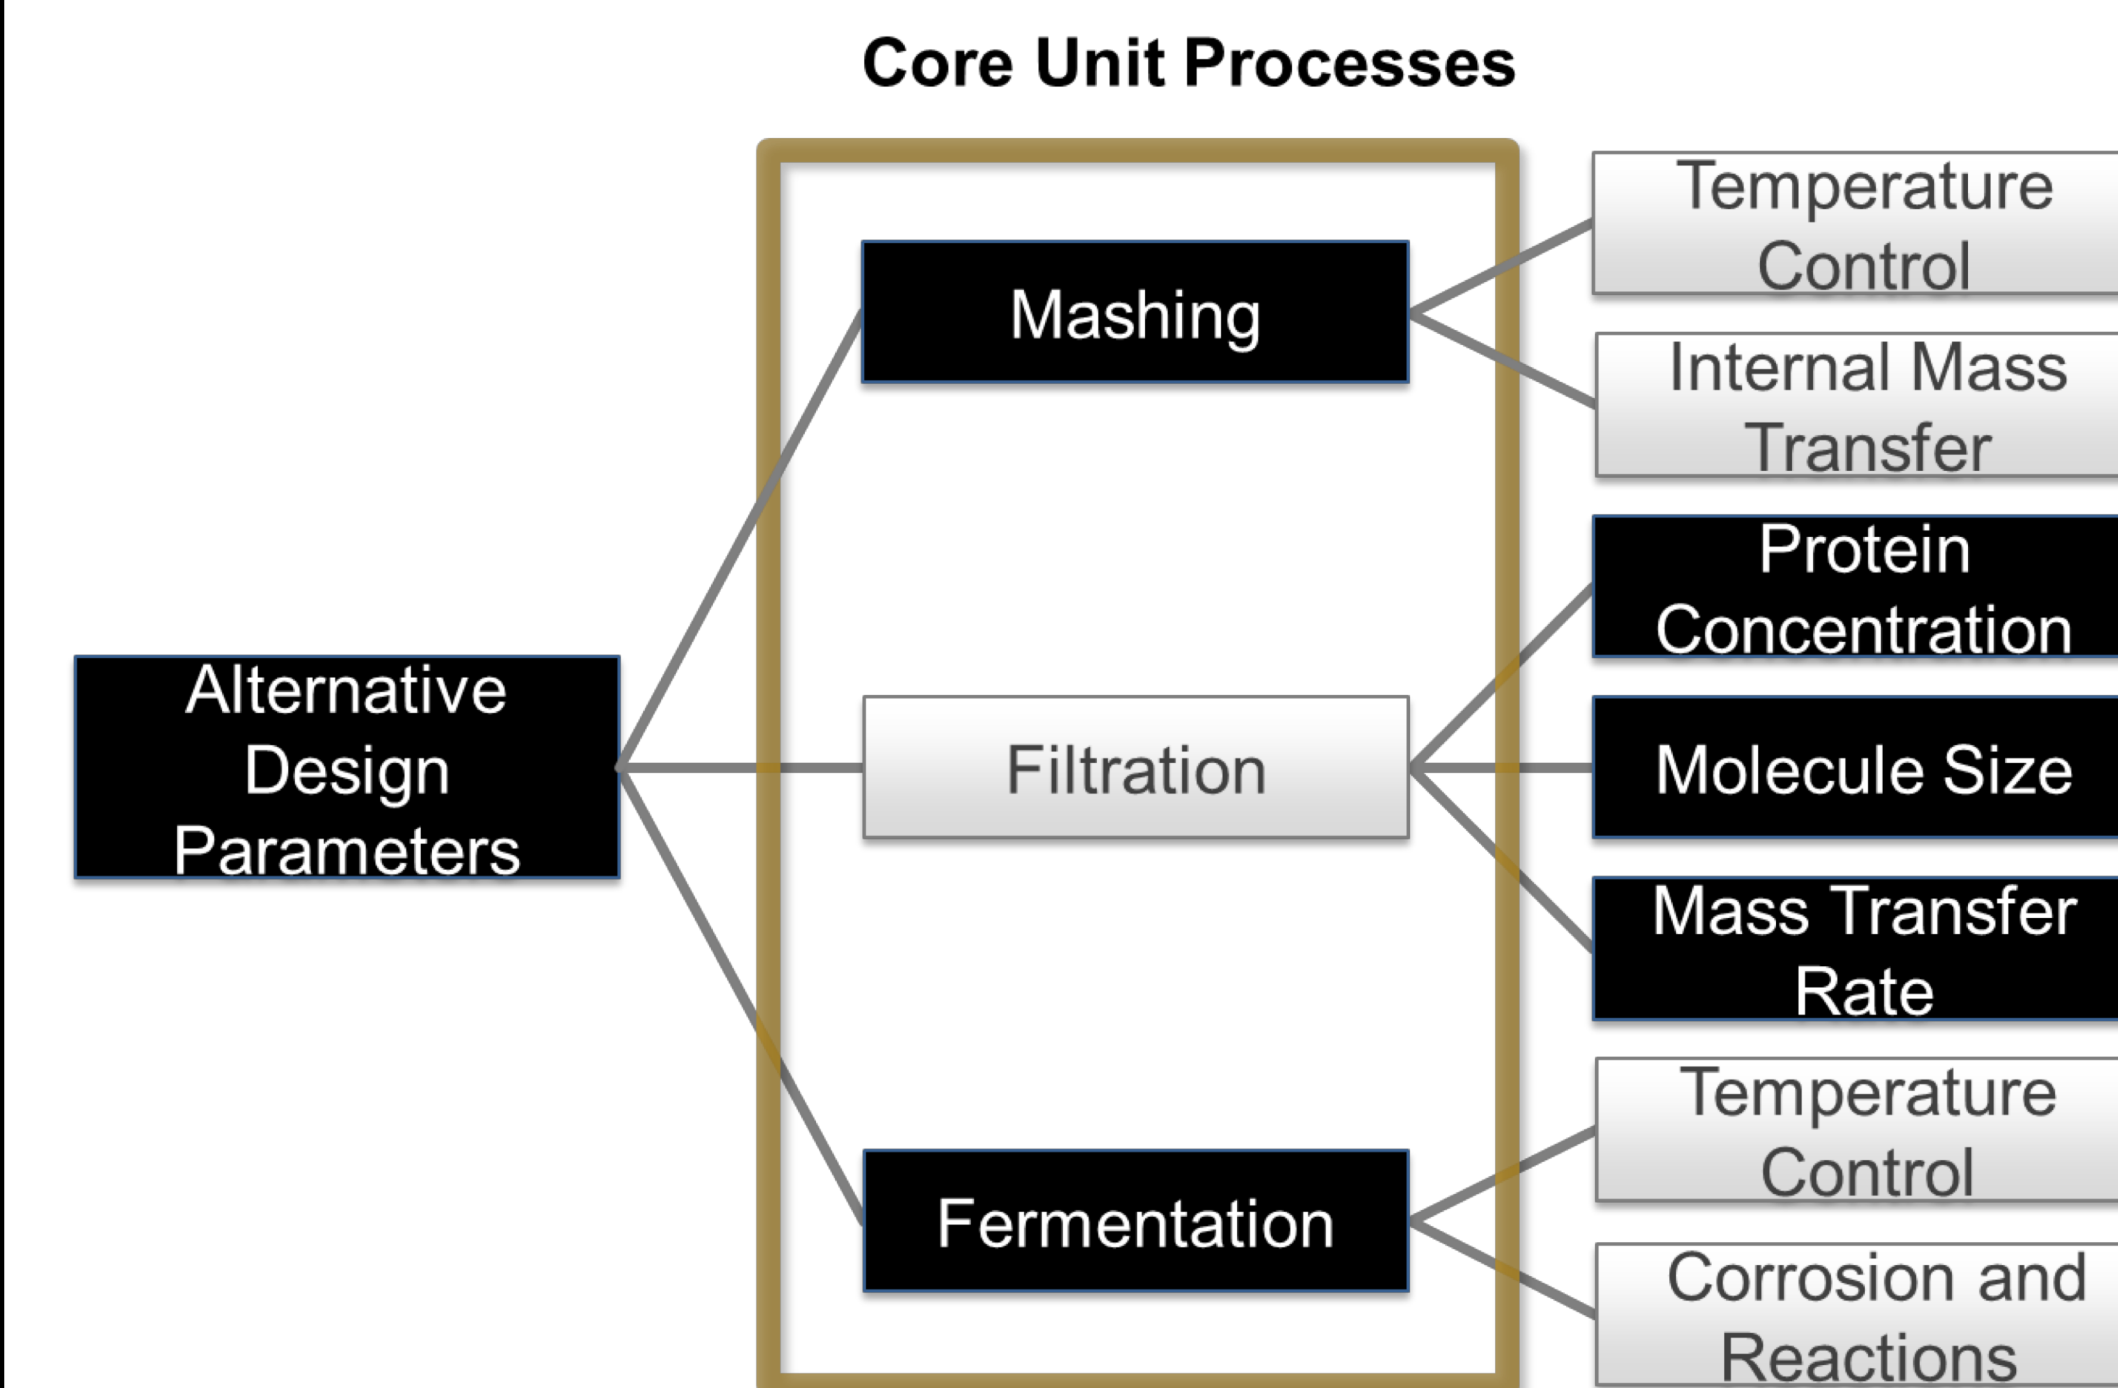 Core Unit Processes
Alternative
Design
Parameters
Mashing
Filtration
Fermentation
Temperature
Control
Internal Mass
Transfer
Protein
Concentration
Molecule Size
Mass Transfer
Rate
Temperature
Control
Corrosion and
Reactions